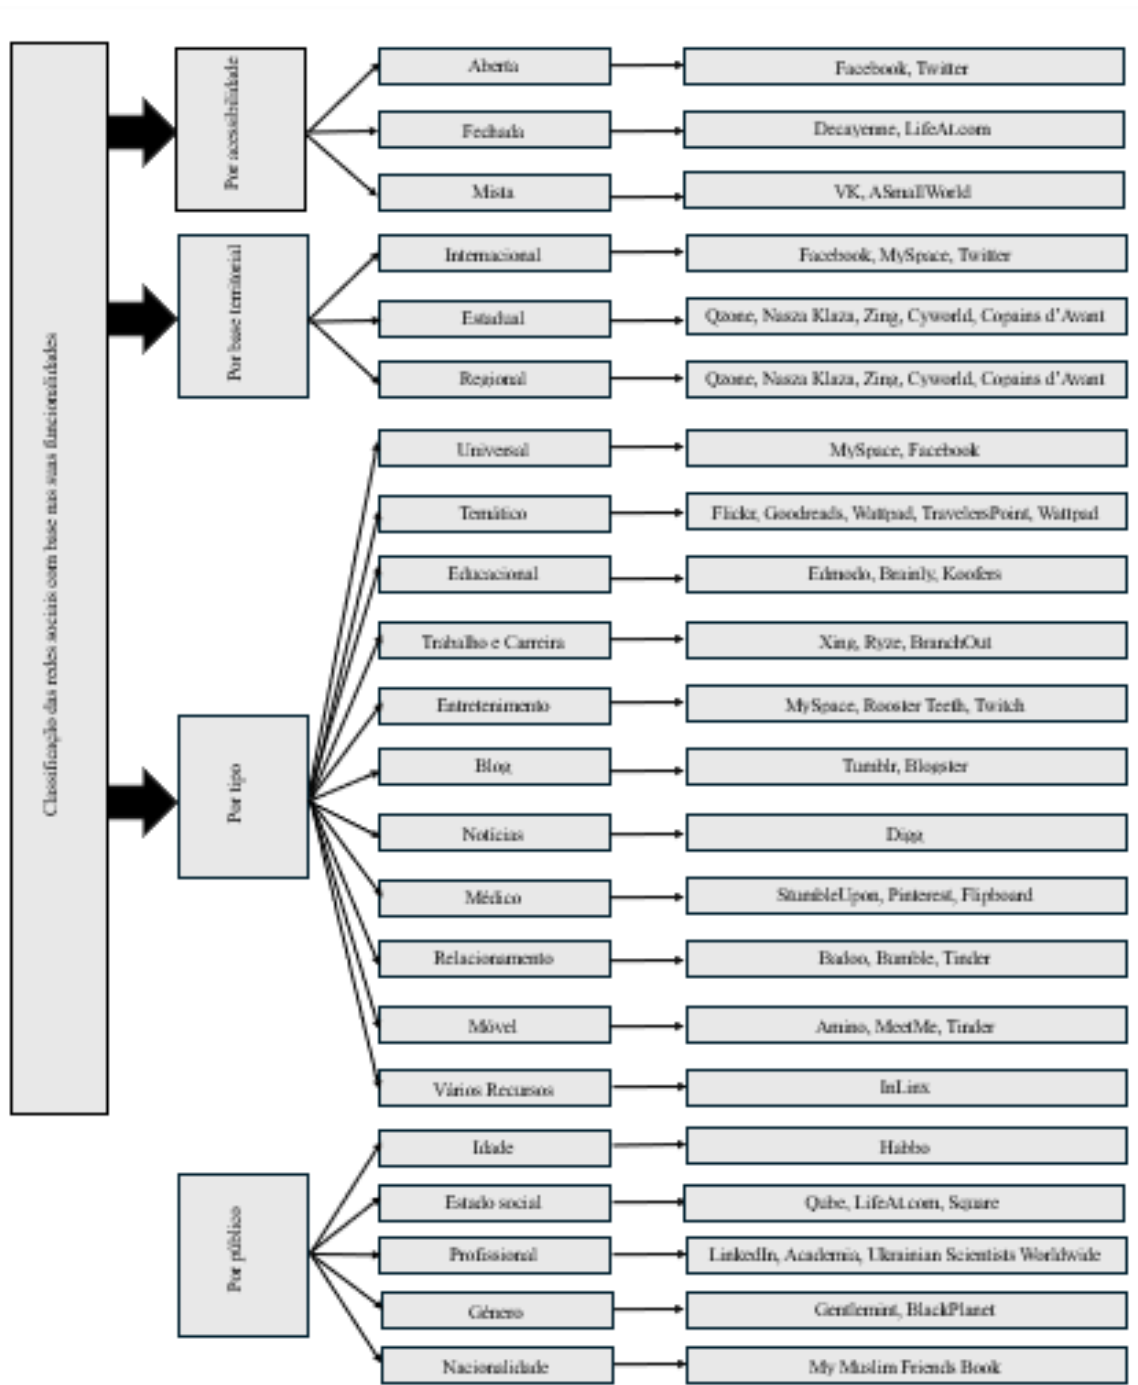 Classificação das redes sociais com base nas suas funcionalidades
Por acessibilidade
Aberta
Facebook, Twitter
Fechada
Decayenne, LifeAt.com
Mista
VK, ASmallWorld
Por base territorial
Internacional
Facebook, MySpace, Twitter
Estadual
Qzone, Nasza Klaza, Zing, Cyworld, Copains d'Avant
Regional
Qzone, Nasza Klaza, Zing, Cyworld, Copains d'Avant
Por tipo
Universal
MySpace, Facebook
Temático
Flickr, Goodreads, Wattpad, TravelersPoint, Wattpad
Educacional
Edmodo, Brainly, Koofers
Trabalho e Carreira
Xing, Ryze, BranchOut
Entretenimento
MySpace, Rooster Teeth, Twitch
Blog
Tumblr, Blogster
Notícias
Digg
Médico
StumbleUpon, Pinterest, Flipboard
Relacionamento
Badoo, Bumble, Tinder
Móvel
Amino, MeetMe, Tinder
Vários Recursos
InLinx
Por público
Idade
Habbo
Estado social
Qube, LifeAt.com, Square
Profissional
LinkedIn, Academia, Ukrainian Scientists Worldwide
Género
Gentlemint, BlackPlanet
Nacionalidade
My Muslim Friends Book